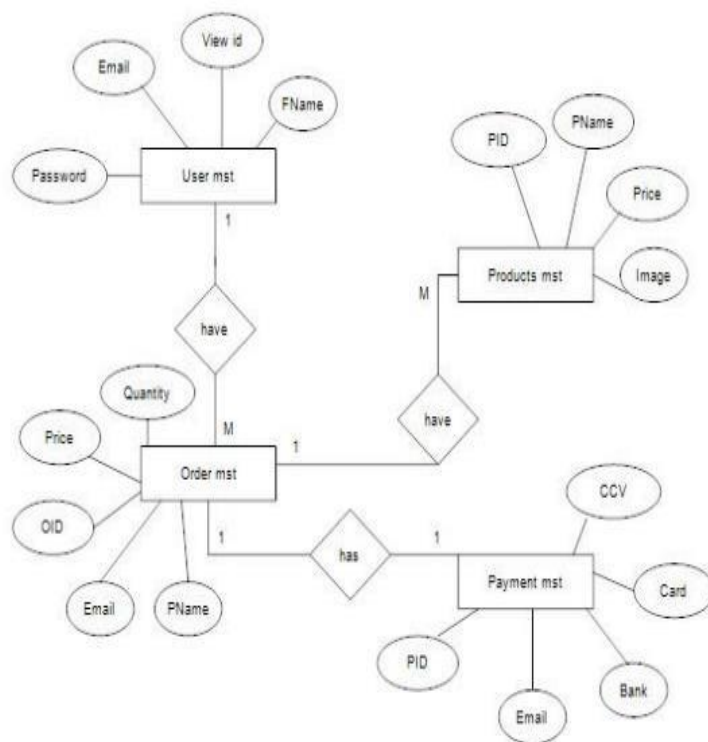 View id
Email
FName
Password
User mst
1
have
M
PID
PName
Price
Image
Products mst
M
have
1
Quantity
Price
OID
Order mst
Email
PName
1
has
1
CCV
Card
Payment mst
PID
Email
Bank